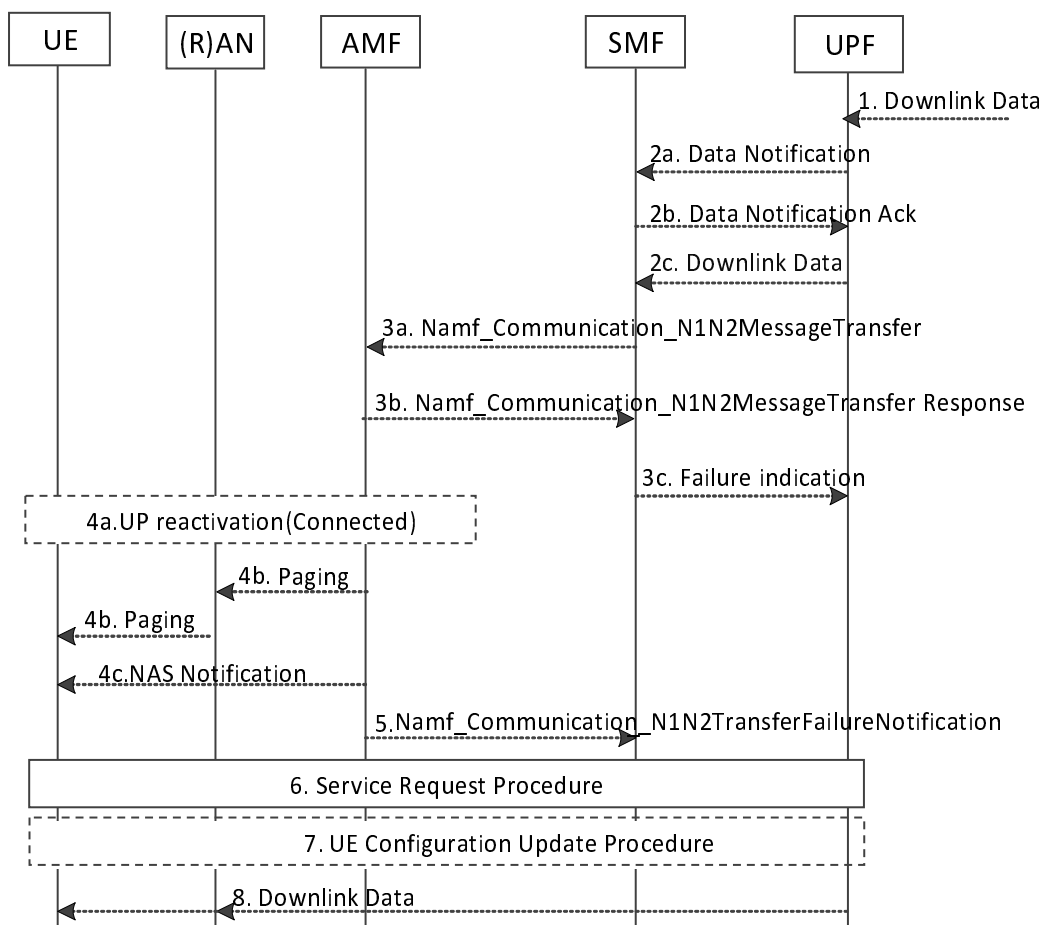 UE
(R)AN
AMF
SMF
UPF
1. Downlink Data
2a. Data Notification
2b. Data Notification Ack
2c. Downlink Data
3a. Namf_Communication_N1N2MessageTransfer
3b. Namf_Communication_N1N2MessageTransfer Response
3c. Failure indication
4a.UP reactivation(Connected)
4b. Paging
4b. Paging
4c.NAS Notification
5.Namf_Communication_N1N2TransferFailureNotification
6. Service Request Procedure
7. UE Configuration Update Procedure
8. Downlink Data